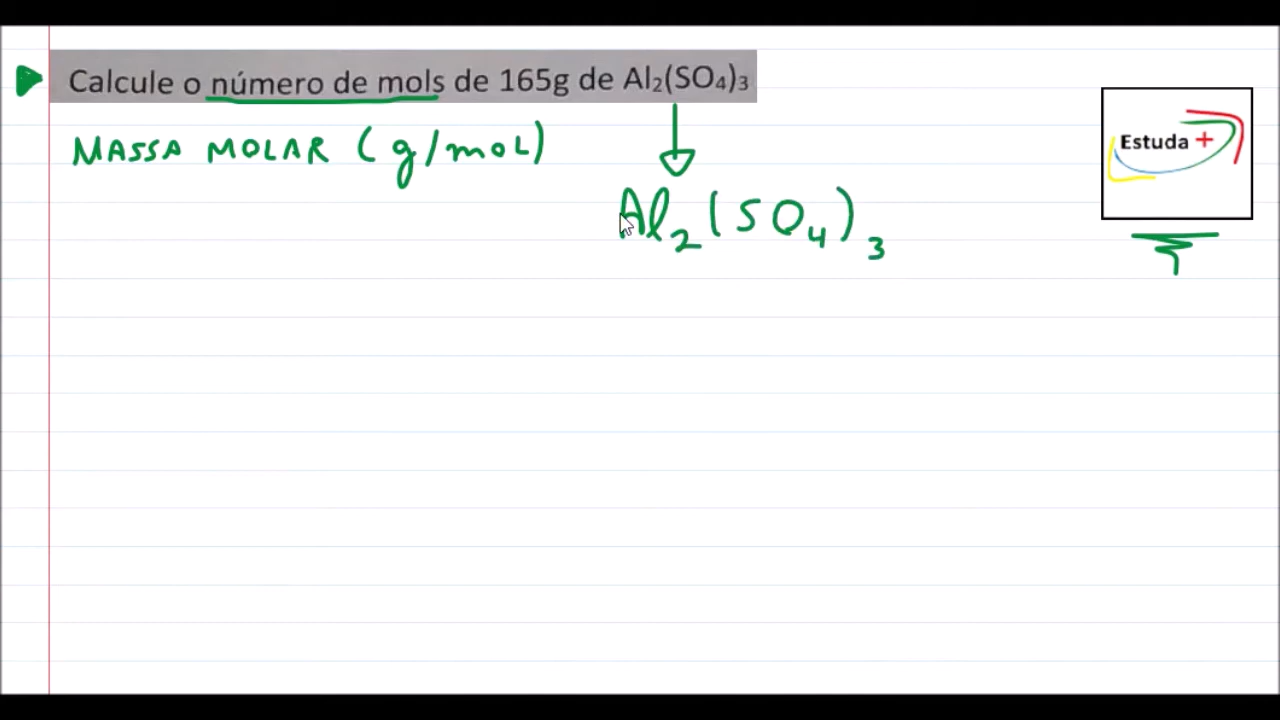 Calcule o número de mols de 165g de Al₂(SO₄)₃
MASSA MOLAR (g/mol)
Estuda +
Al₂(SO₄)₃